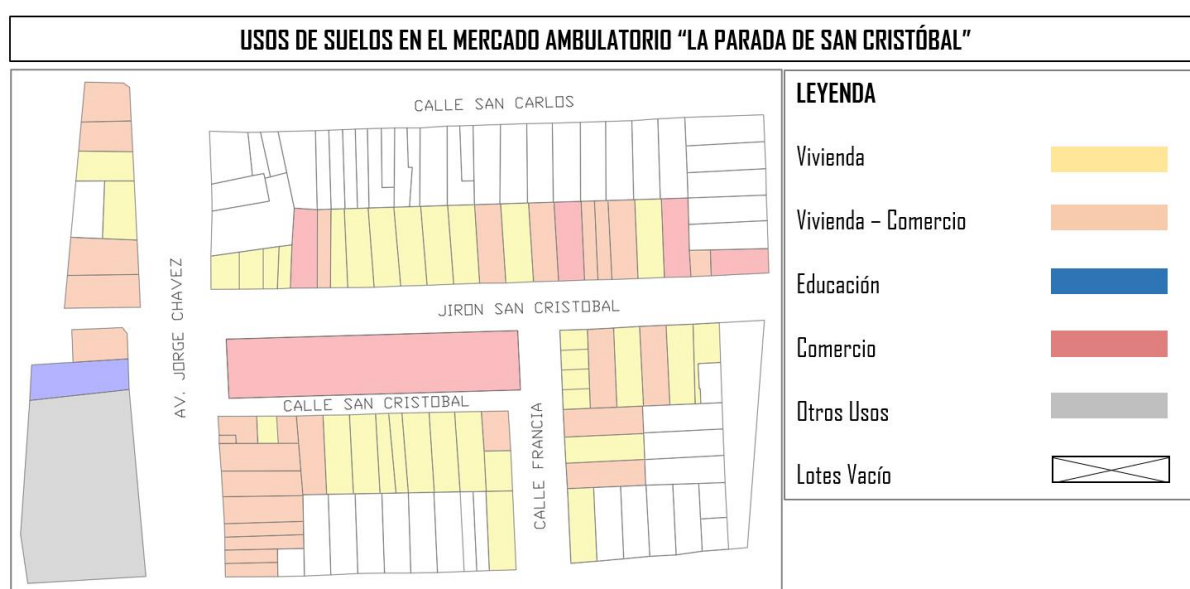 USOS DE SUELOS EN EL MERCADO AMBULATORIO “LA PARADA DE SAN CRISTÓBAL”
CALLE SAN CARLOS
AV. JORGE CHAVEZ
JIRON SAN CRISTOBAL
CALLE SAN CRISTOBAL
CALLE FRANCIA
LEYENDA
Vivienda
Vivienda – Comercio
Educación
Comercio
Otros Usos
Lotes Vacío